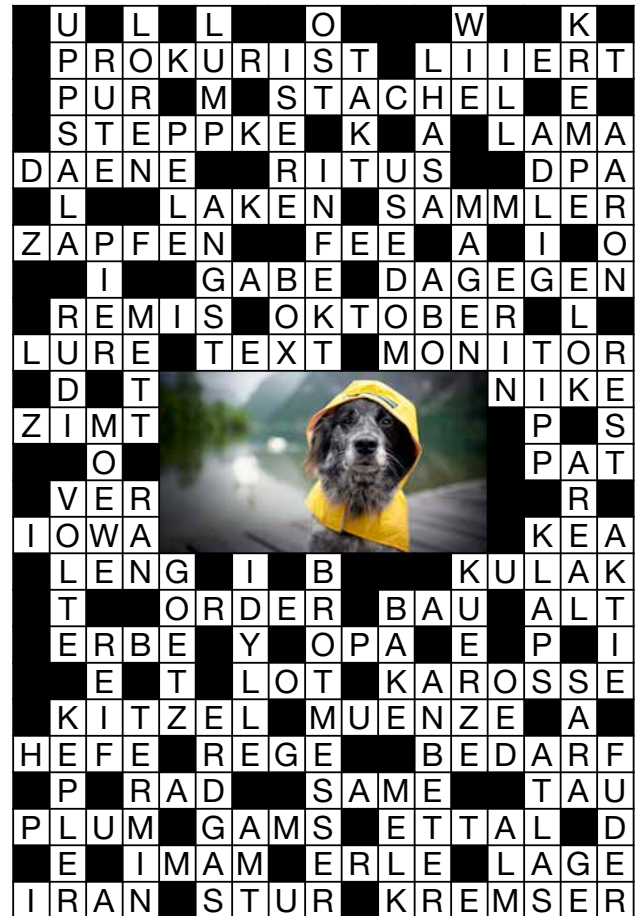 U L L O W K
PROKURIST LIIERT
PUR M STACHEL E
STEPPKE K A LAMA
DAENE RITUS DPA
L LAKEN SAMMLER
ZAPFEN FEE A I O
I GABE DAGEGEN
REMIS OKTOBER L
LURE TEXT MONITOR
D T NIKE
ZIMT P S
O PAT
VER R
IOWA KEA
LENG I B KULAK
T ORDER BAU ALT
ERBE Y OPA E P I
E T LOT KAROSSE
KITZEL MUENZE A
HEFE REGE BEDARF
P RAD SAME TAU
PLUM GAMS ETTAL D
E IMAM ERLE LAGE
IRAN STUR KREMSER